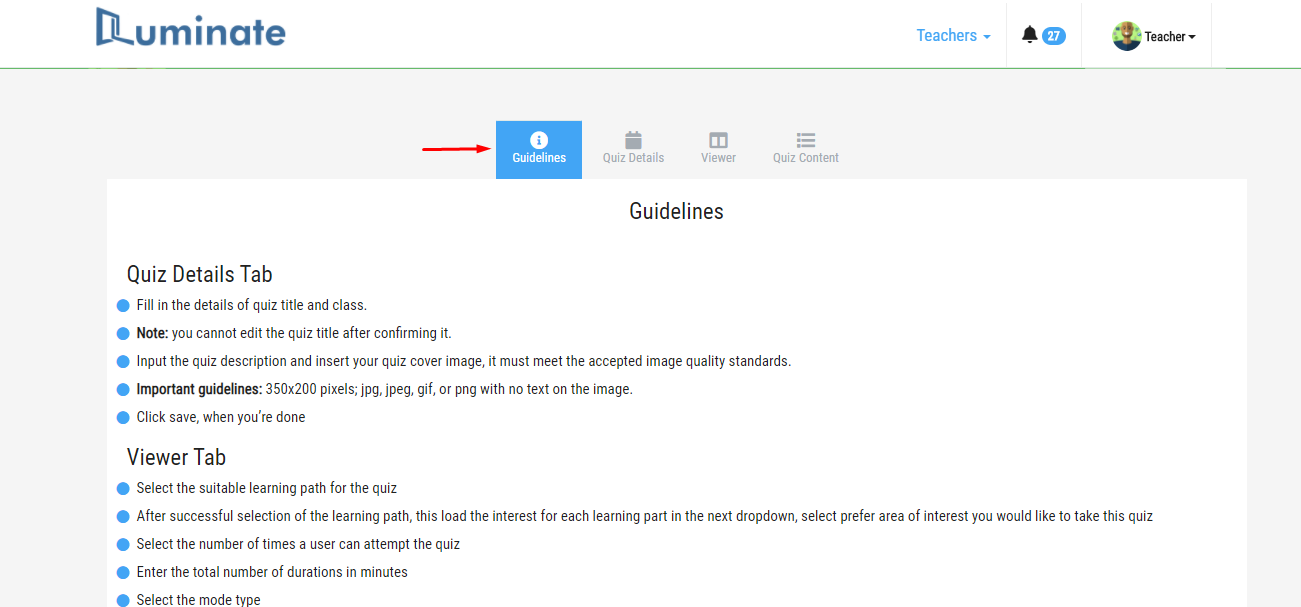 Luminate
Teachers
27
Teacher
Guidelines
Quiz Details
Viewer
Quiz Content
Guidelines
Quiz Details Tab
Fill in the details of quiz title and class.
Note: you cannot edit the quiz title after confirming it.
Input the quiz description and insert your quiz cover image, it must meet the accepted image quality standards.
Important guidelines: 350x200 pixels; jpg, jpeg, gif, or png with no text on the image.
Click save, when you’re done
Viewer Tab
Select the suitable learning path for the quiz
After successful selection of the learning path, this load the interest for each learning part in the next dropdown, select prefer area of interest you would like to take this quiz
Select the number of times a user can attempt the quiz
Enter the total number of durations in minutes
Select the mode type